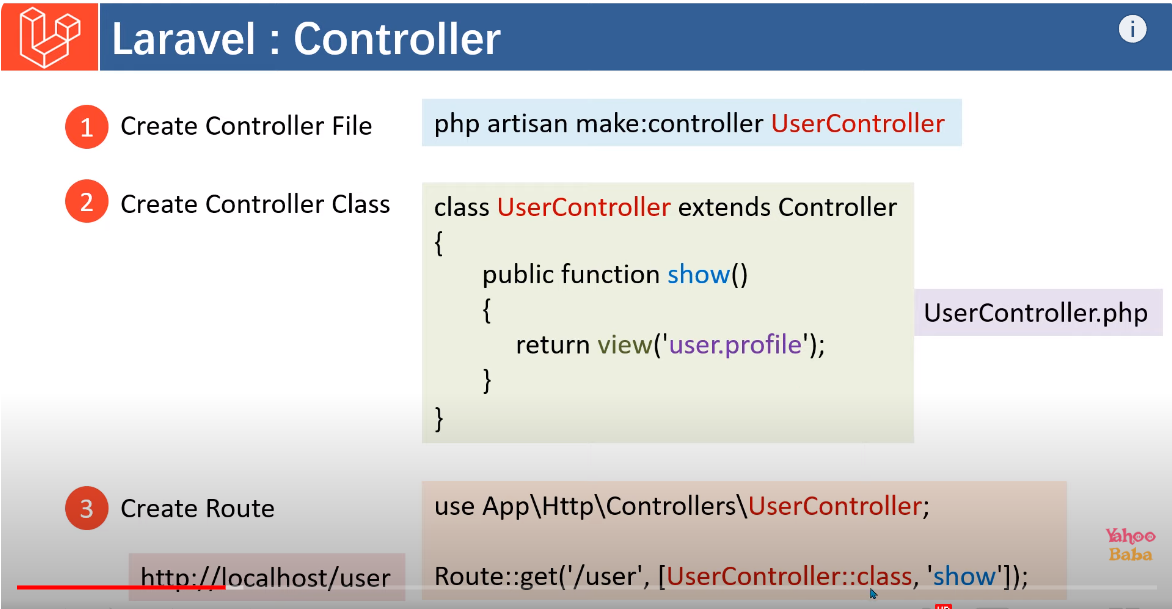 Laravel : Controller
i
1 Create Controller File
php artisan make:controller UserController
2 Create Controller Class
class UserController extends Controller
{
public function show()
{
return view('user.profile');
}
}
UserController.php
3 Create Route
use App\Http\Controllers\UserController;
http://localhost/user
Route::get('/user', [UserController::class, 'show']);
Yahoo
Baba